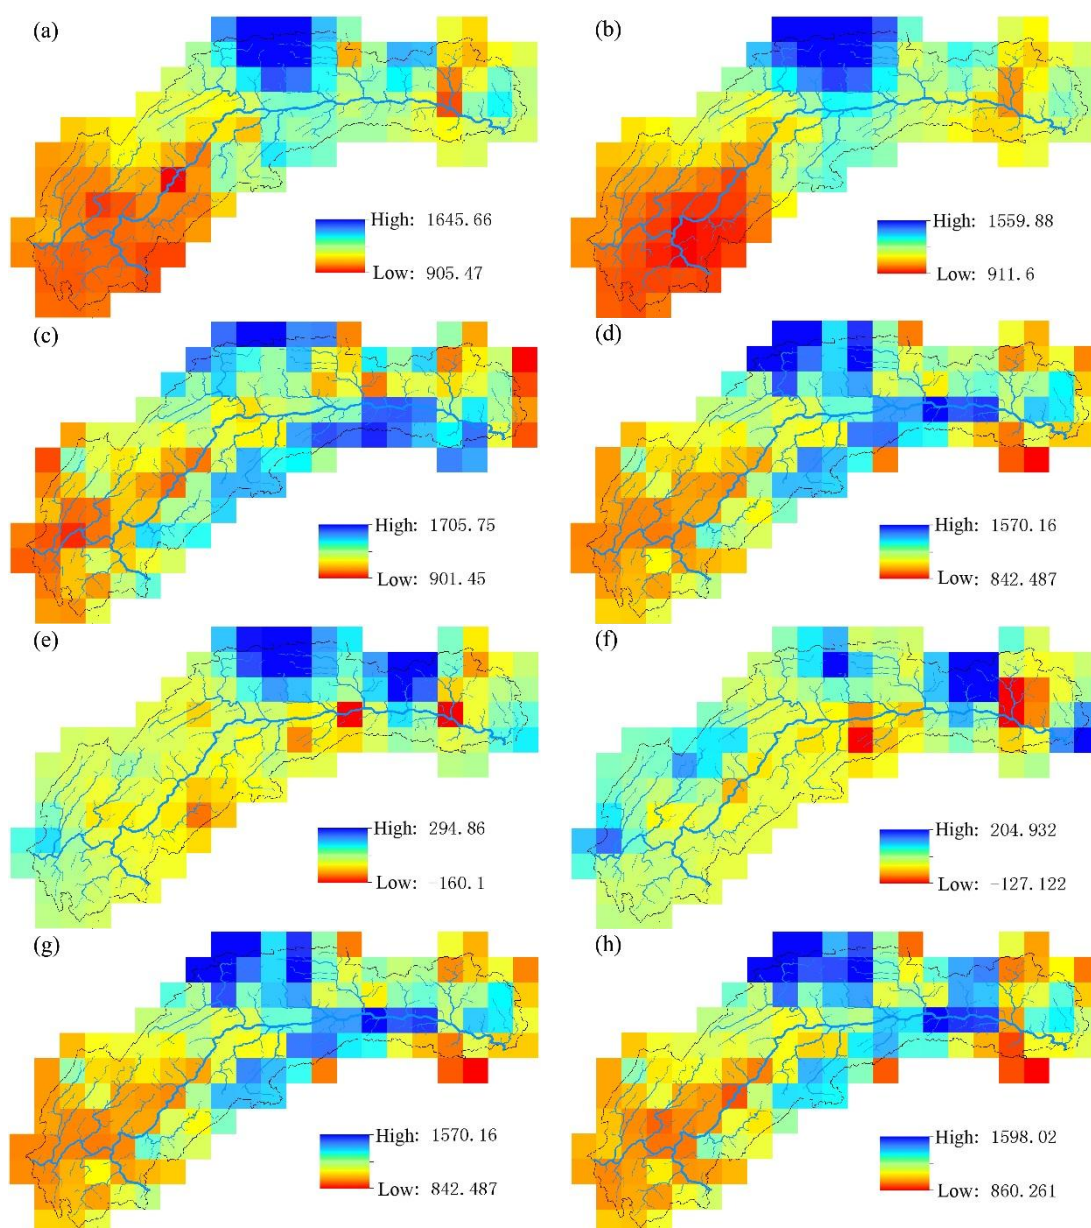 (a) (b)
High: 1645.66 High: 1559.88
Low: 905.47 Low: 911.6
(c) (d)
High: 1705.75 High: 1570.16
Low: 901.45 Low: 842.487
(e) (f)
High: 294.86 High: 204.932
Low: -160.1 Low: -127.122
(g) (h)
High: 1570.16 High: 1598.02
Low: 842.487 Low: 860.261